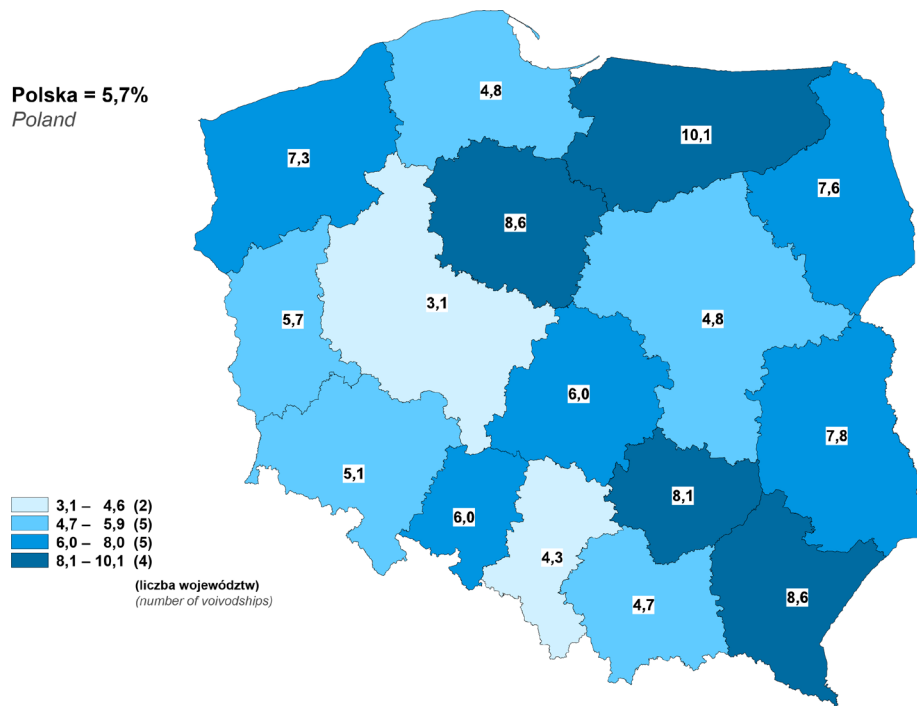 Polska = 5,7%
Poland
4,8
10,1
7,3
7,6
8,6
3,1
5,7
4,8
6,0
7,8
5,1
8,1
6,0
4,3
4,7
8,6
3,1 – 4,6 (2)
4,7 – 5,9 (5)
6,0 – 8,0 (5)
8,1 – 10,1 (4)
(liczba województw)
(number of voivodships)